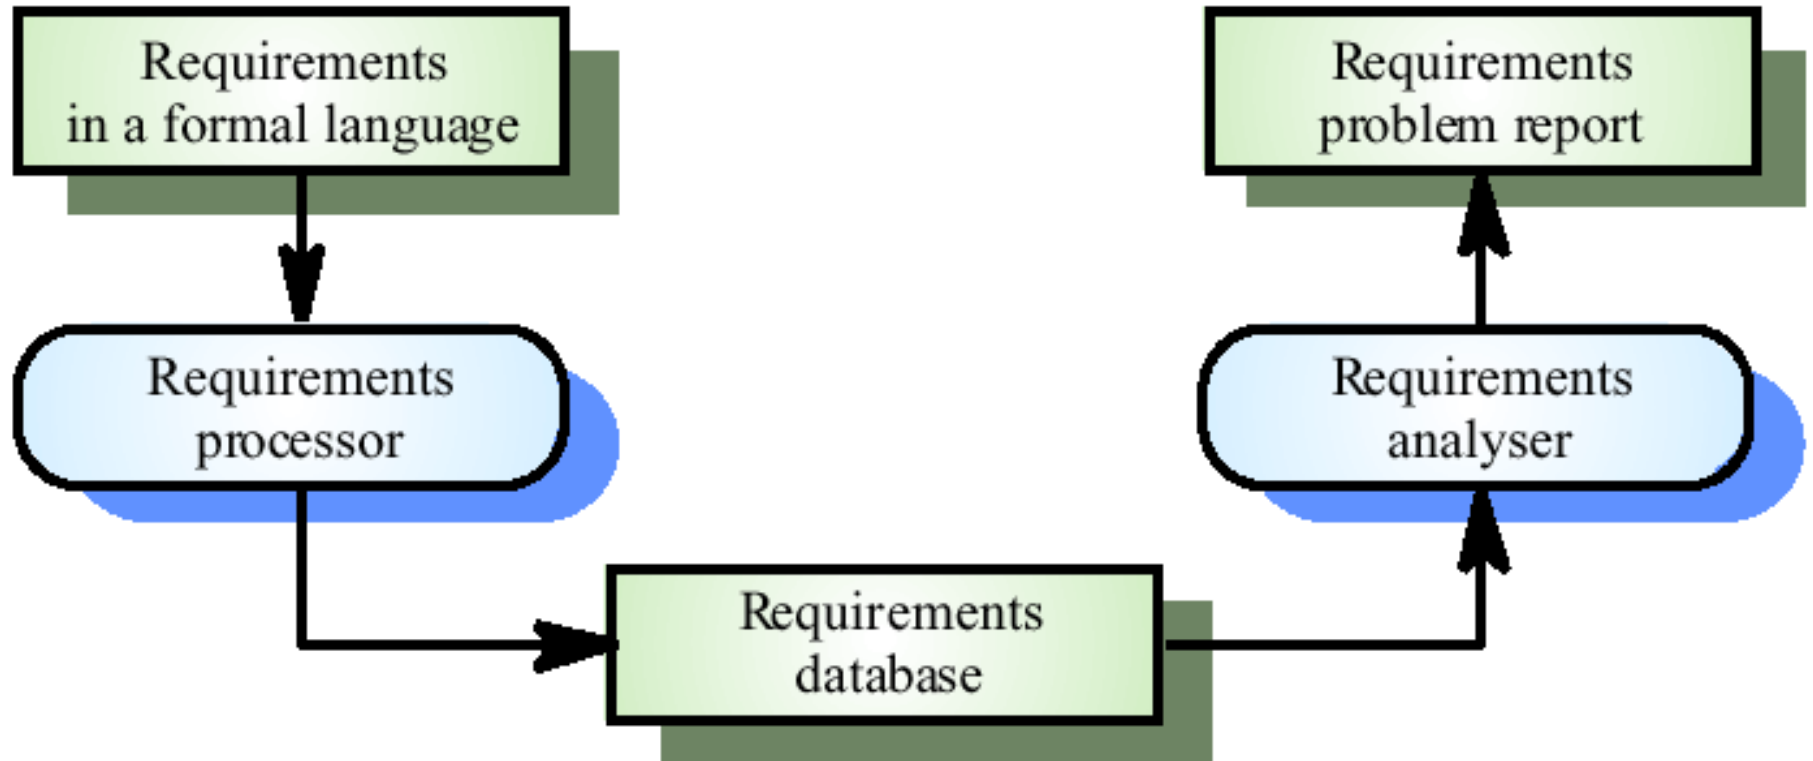 Requirements
in a formal language
Requirements
processor
Requirements
database
Requirements
analyser
Requirements
problem report